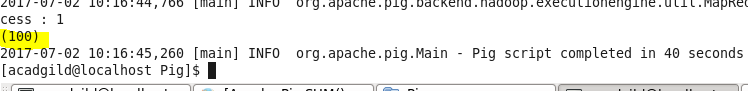 2017-07-02 10:16:44,766 [main] INFO  org.apache.pig.backend.hadoop.executionengine.util.MapRed
cess : 1
(100)
2017-07-02 10:16:45,260 [main] INFO  org.apache.pig.Main - Pig script completed in 40 seconds
[acadgild@localhost Pig]$